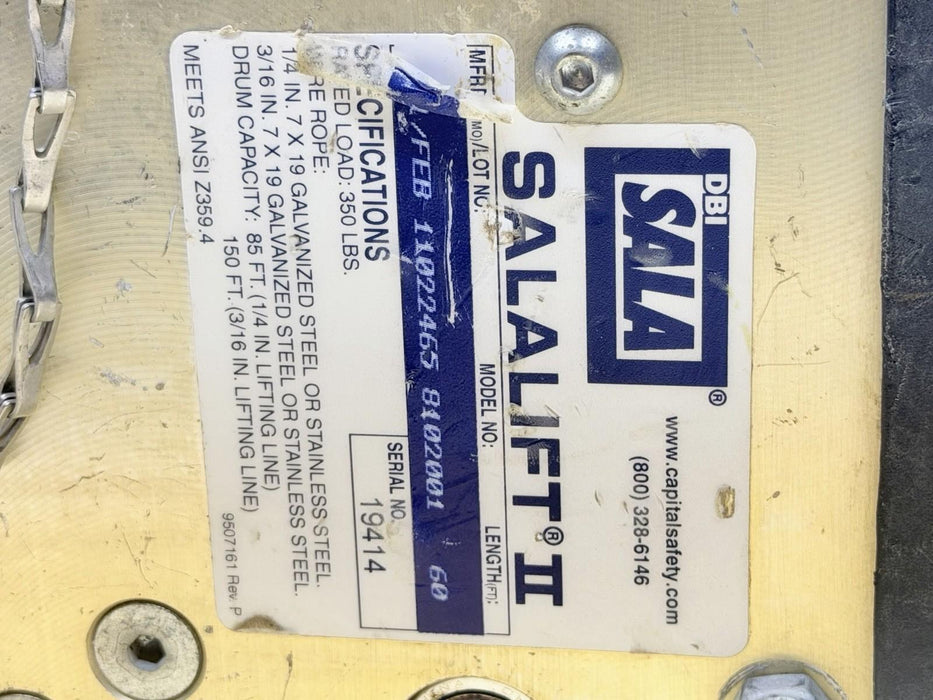 DBI
SALA®
www.capitalsafety.com
(800) 328-6146
SALALIFT® II
MO)/LOT NO: MODEL NO: LENGTH(FT):
/FEB 11022465 8102001 60
SPECIFICATIONS
RATED LOAD: 350 LBS.
SERIAL NO.
19414
WIRE ROPE:
1/4 IN. 7 X 19 GALVANIZED STEEL OR STAINLESS STEEL.
3/16 IN. 7 X 19 GALVANIZED STEEL OR STAINLESS STEEL.
DRUM CAPACITY: 85 FT. (1/4 IN. LIFTING LINE)
150 FT. (3/16 IN. LIFTING LINE)
MEETS ANSI Z359.4
9507161 Rev. P